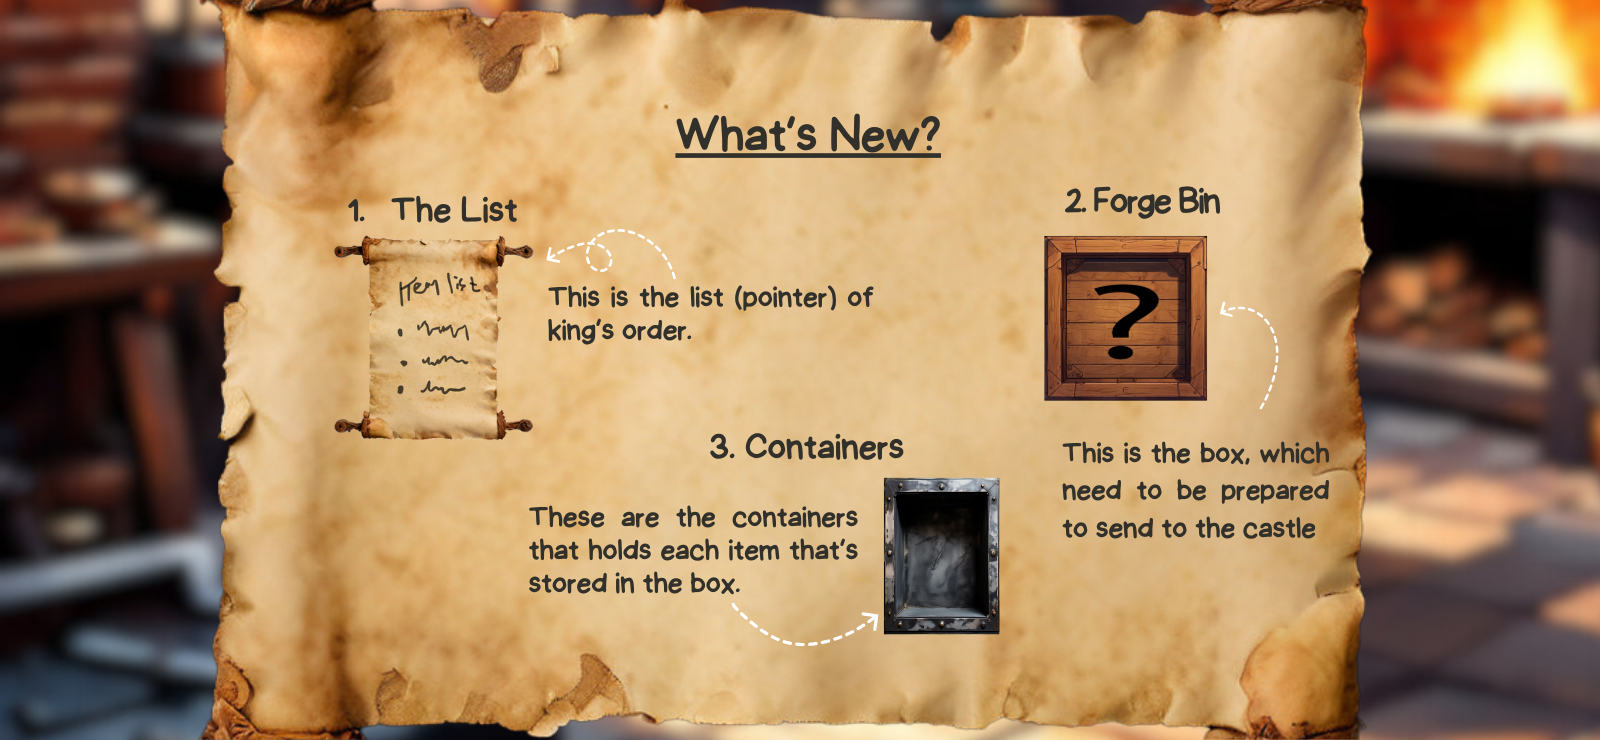 What's New?
1. The List
Item list
This is the list (pointer) of
king's order.
2. Forge Bin
?
This is the box, which
need to be prepared
to send to the castle
3. Containers
These are the containers
that holds each item that's
stored in the box.